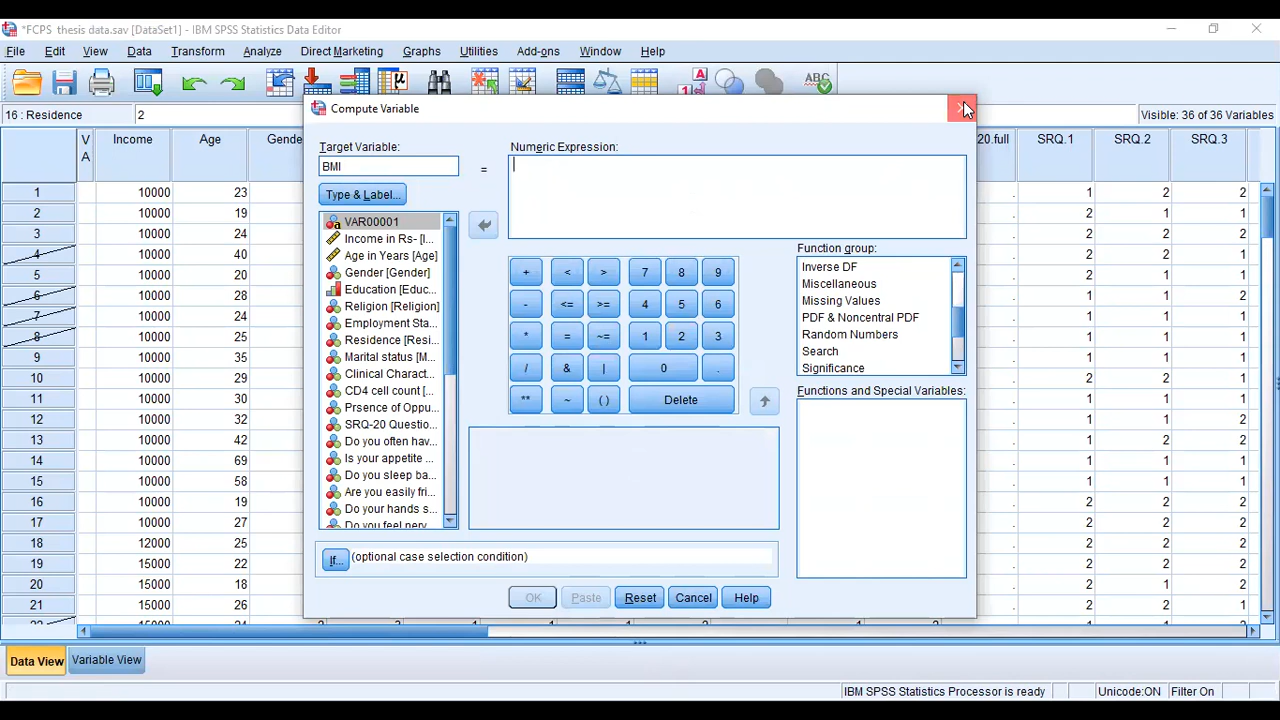 *FCPS thesis data.sav [DataSet1] - IBM SPSS Statistics Data Editor
File Edit View Data Transform Analyze Direct Marketing Graphs Utilities Add-ons Window Help
16 : Residence 2 Visible: 36 of 36 Variables
VA Income Age Gende 20.full SRQ.1 SRQ.2 SRQ.3
1 10000 23 . 1 2 2
2 10000 19 . 2 1 1
3 10000 24 . 2 1 1
4 10000 40 . 2 1 1
5 10000 20 . 2 1 1
6 10000 28 . 1 1 2
7 10000 24 . 1 1 1
8 10000 25 . 1 1 1
9 10000 35 . 1 1 1
10 10000 29 . 1 1 2
11 10000 30 . 1 1 1
12 10000 32 . 1 1 2
13 10000 42 . 2 1 1
14 10000 69 . 2 1 1
15 10000 58 . 1 1 1
16 10000 19 . 2 2 2
17 10000 27 . 2 2 1
18 12000 25 . 2 2 2
19 15000 22 . 2 2 2
20 15000 18 . 2 1 2
21 15000 26 . 2 1 1
Compute Variable
Target Variable:
BMI
=
Numeric Expression:
Type & Label...
VAR00001
Income in Rs- [I...
Age in Years [Age]
Gender [Gender]
Education [Educ...
Religion [Religion]
Employment Sta...
Residence [Resi...
Marital status [M...
Clinical Charact...
CD4 cell count [...
Prsence of Oppu...
SRQ-20 Questio...
Do you often hav...
Is your appetite ...
Do you sleep ba...
Are you easily fri...
Do your hands s...
Do you feel nerv...
+ < > 7 8 9
- <= >= 4 5 6
* = ~= 1 2 3
/ & | 0 .
** ~ ( ) Delete
Function group:
Inverse DF
Miscellaneous
Missing Values
PDF & Noncentral PDF
Random Numbers
Search
Significance
Functions and Special Variables:
If... (optional case selection condition)
OK Paste Reset Cancel Help
Data View Variable View
IBM SPSS Statistics Processor is ready Unicode:ON Filter On